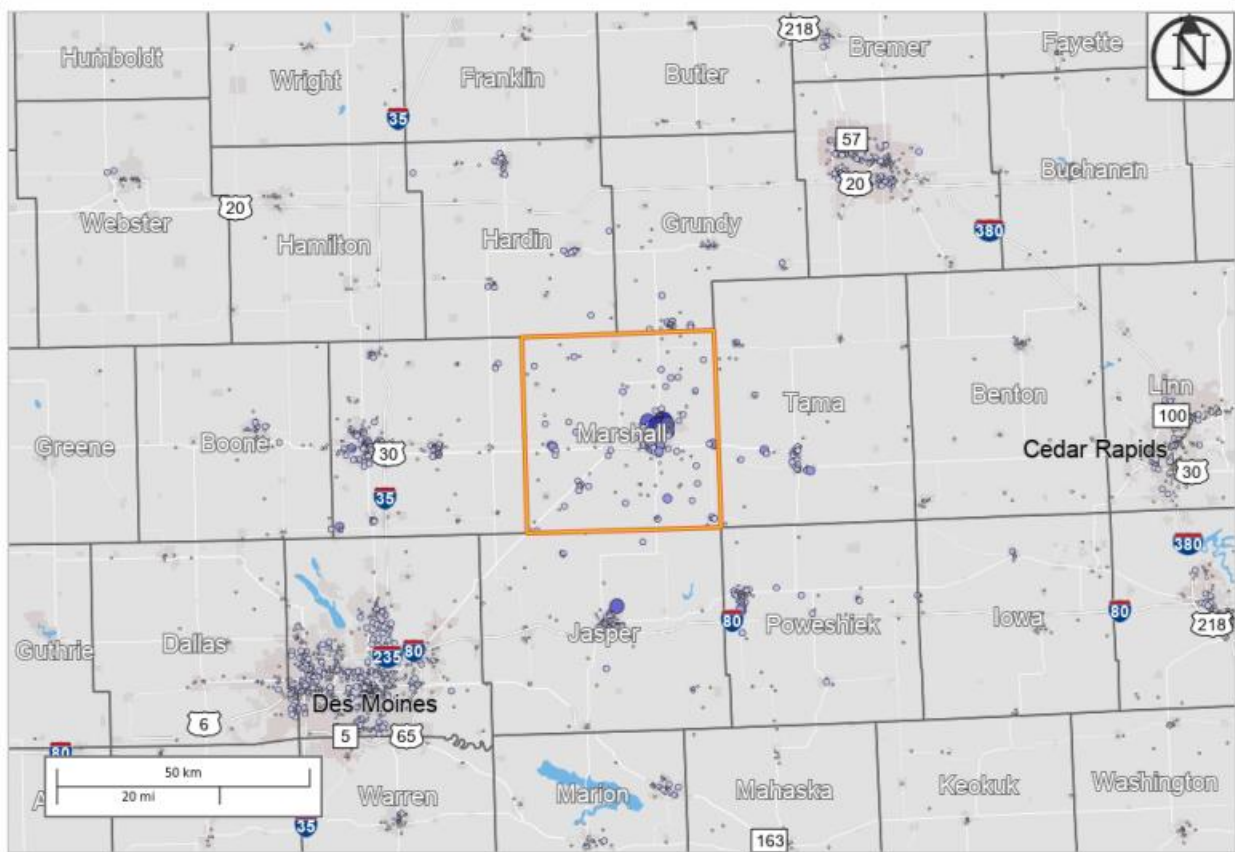 218
Bremer
Fayette
N
Humboldt
Wright
Franklin
Butler
35
57
20
Buchanan
Webster
20
Hamilton
Hardin
Grundy
380
Greene
Boone
30
35
Marshall
Tama
Benton
Linn
100
Cedar Rapids
30
380
Guthrie
Dallas
235
80
Jasper
80
Poweshiek
Iowa
80
218
Des Moines
6
5
65
80
50 km
20 mi
Warren
35
Marion
Mahaska
163
Keokuk
Washington